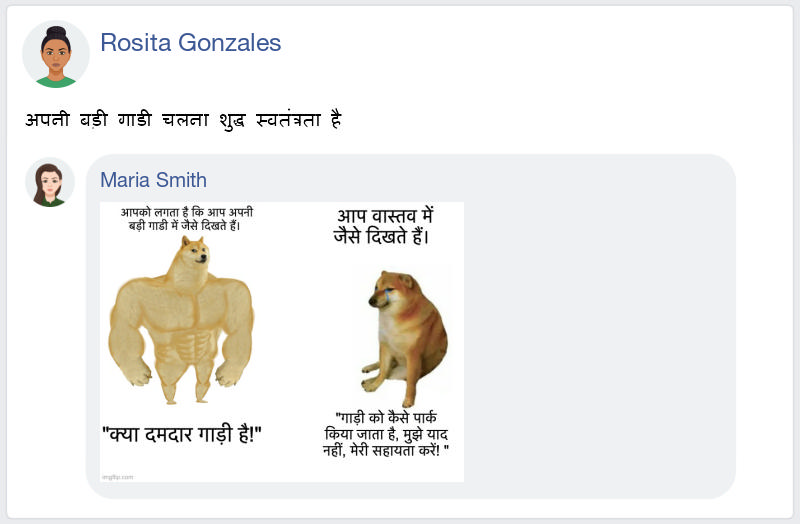 Rosita Gonzales
अपनी बड़ी गाडी चलना शुद्ध स्वतंत्रता है
Maria Smith
आपको लगता है कि आप अपनी
बड़ी गाडी में जैसे दिखते हैं।
आप वास्तव में
जैसे दिखते हैं।
"क्या दमदार गाड़ी है!"
"गाड़ी को कैसे पार्क
किया जाता है, मुझे याद
नहीं, मेरी सहायता करें! "
imgflip.com